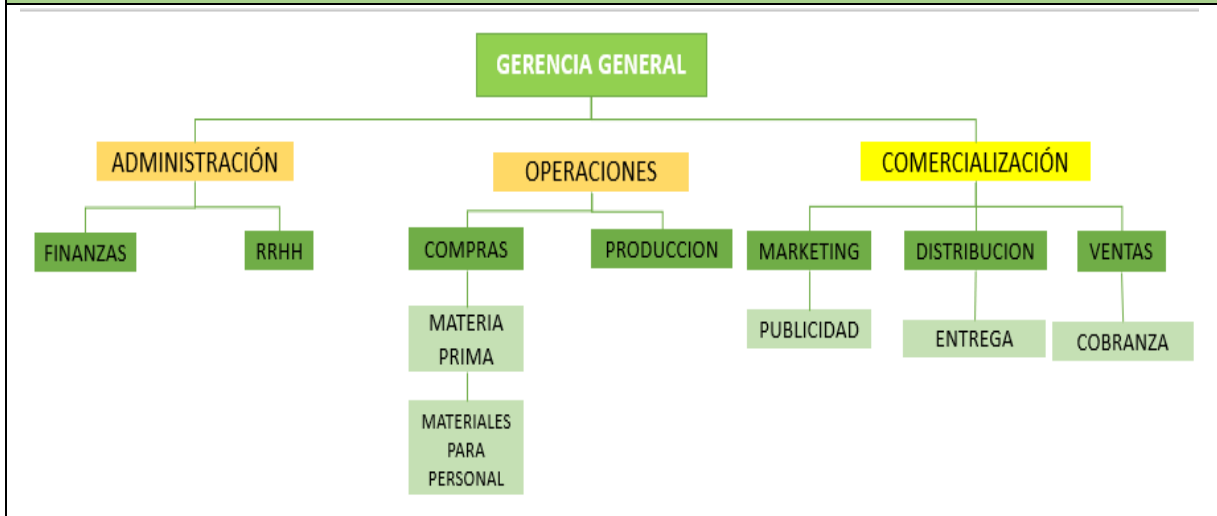 GERENCIA GENERAL
ADMINISTRACIÓN
OPERACIONES
COMERCIALIZACIÓN
FINANZAS
RRHH
COMPRAS
PRODUCCION
MARKETING
DISTRIBUCION
VENTAS
MATERIA
PRIMA
PUBLICIDAD
ENTREGA
COBRANZA
MATERIALES
PARA
PERSONAL